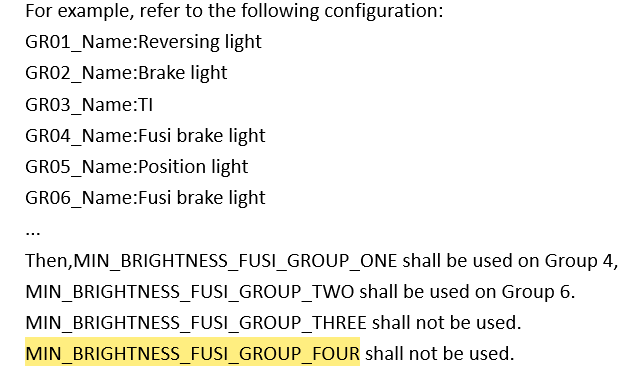 For example, refer to the following configuration:
GR01_Name:Reversing light
GR02_Name:Brake light
GR03_Name:TI
GR04_Name:Fusi brake light
GR05_Name:Position light
GR06_Name:Fusi brake light
...
Then,MIN_BRIGHTNESS_FUSI_GROUP_ONE shall be used on Group 4,
MIN_BRIGHTNESS_FUSI_GROUP_TWO shall be used on Group 6.
MIN_BRIGHTNESS_FUSI_GROUP_THREE shall not be used.
MIN_BRIGHTNESS_FUSI_GROUP_FOUR shall not be used.